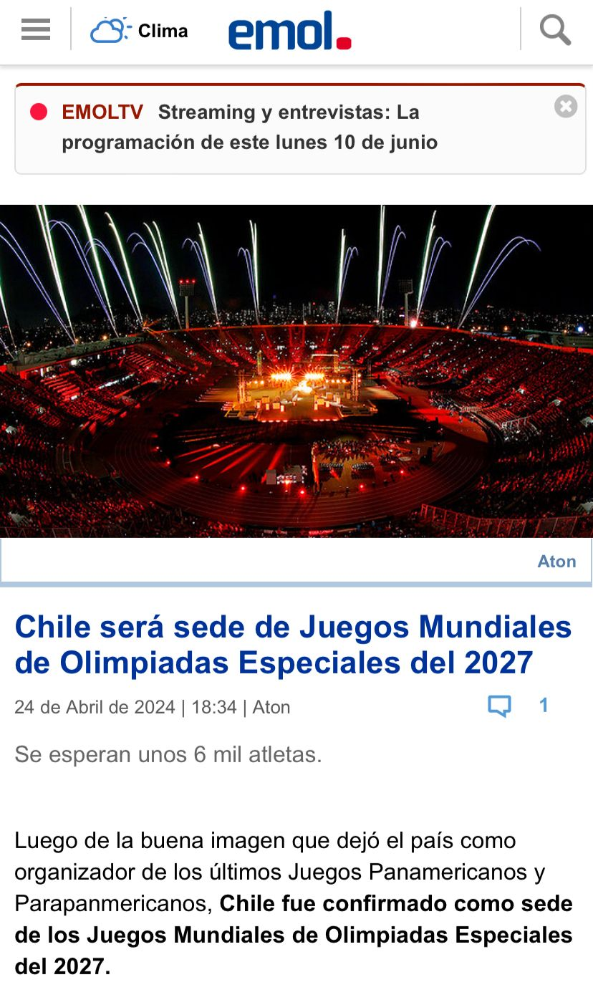 Clima
emol.
EMOLTV Streaming y entrevistas: La
programación de este lunes 10 de junio
Aton
Chile será sede de Juegos Mundiales
de Olimpiadas Especiales del 2027
24 de Abril de 2024 | 18:34 | Aton
1
Se esperan unos 6 mil atletas.
Luego de la buena imagen que dejó el país como
organizador de los últimos Juegos Panamericanos y
Parapanmericanos, Chile fue confirmado como sede
de los Juegos Mundiales de Olimpiadas Especiales
del 2027.